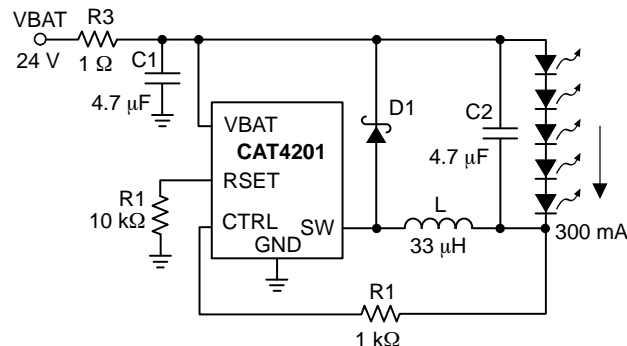 VBAT
24 V
R3
1 Ω
C1
4.7 μF
VBAT
CAT4201
RSET
CTRL
SW
GND
R1
10 kΩ
D1
C2
4.7 μF
L
33 μH
300 mA
R1
1 kΩ